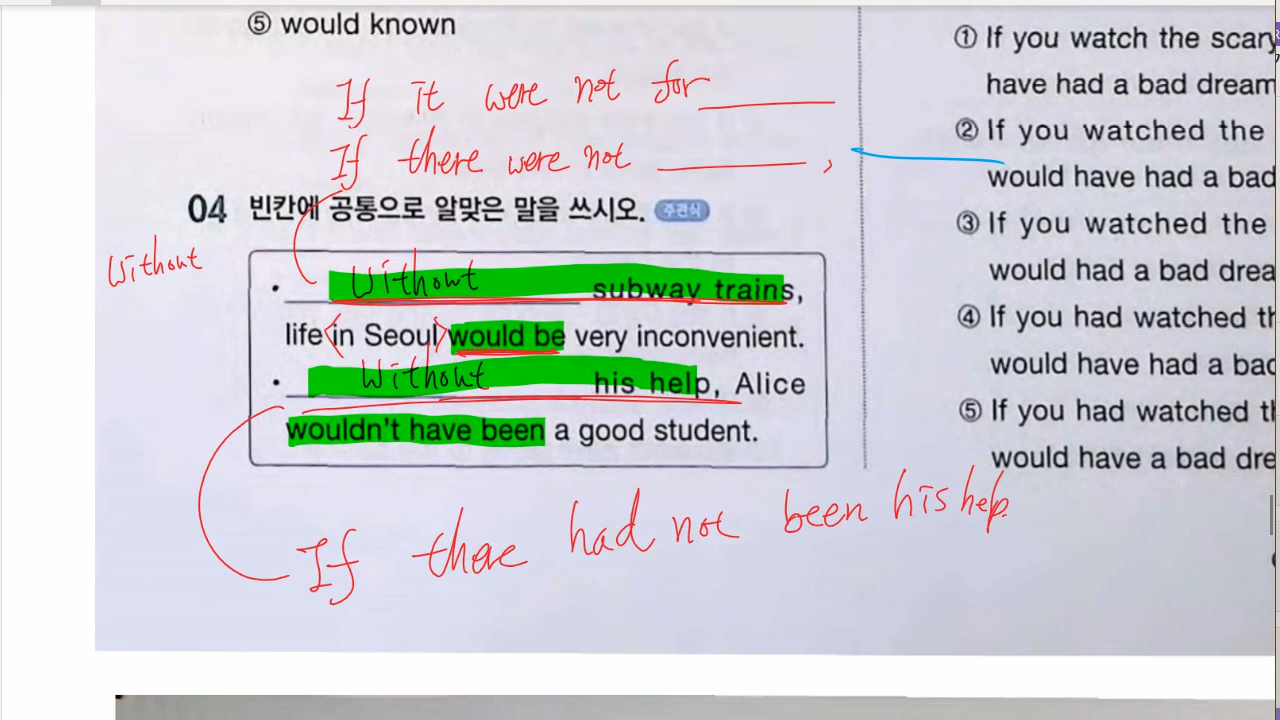 ⑤ would known
If it were not for
If there were not ,
04 빈칸에 공통으로 알맞은 말을 쓰시오. 주관식
Without
• Without subway trains,
life in Seoul would be very inconvenient.
• Without his help, Alice
wouldn't have been a good student.
If there had not been his help.
① If you watch the scary
have had a bad dream
② If you watched the
would have had a bad
③ If you watched the
would had a bad drea
④ If you had watched th
would have had a bad
⑤ If you had watched th
would have a bad dre